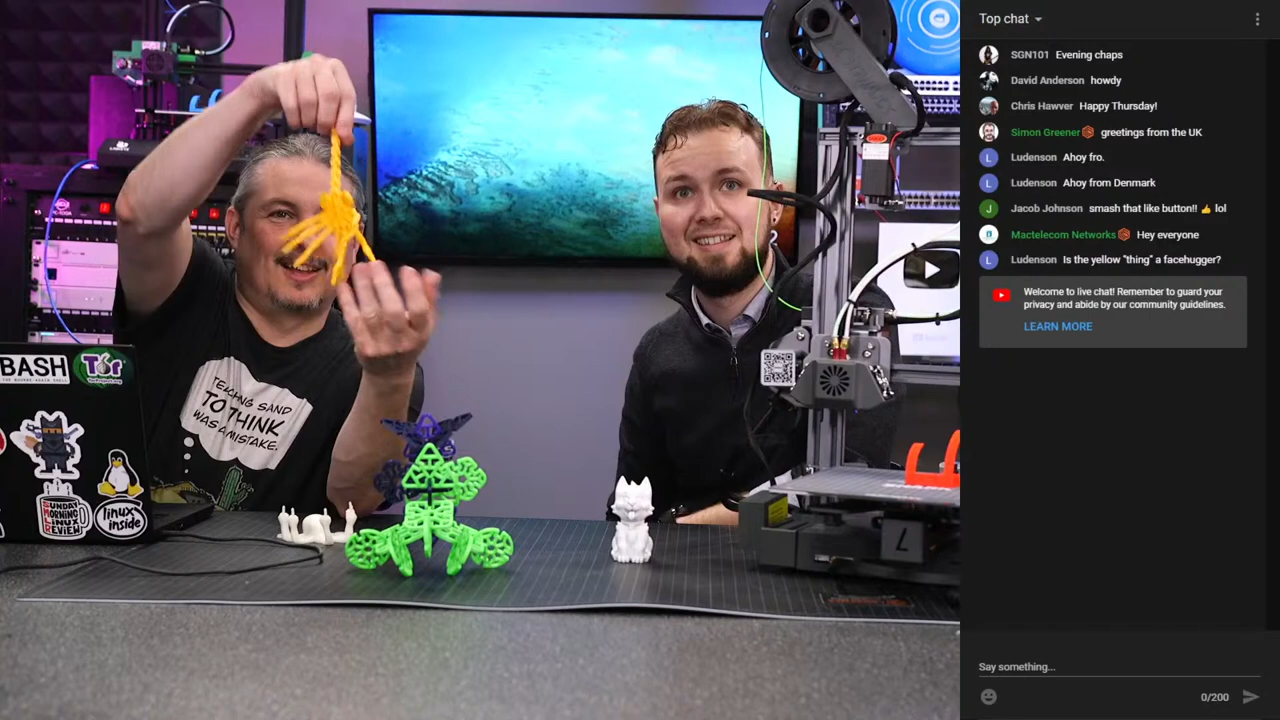 BASH
THE BOURNE-AGAIN SHELL
Tor
TEACHING SAND
TO THINK
WAS A MISTAKE.
SUNDAY
MORNING
LINUX
REVIEW
linux
inside
L
Top chat
SGN101 Evening chaps
David Anderson howdy
Chris Hawver Happy Thursday!
Simon Greener greetings from the UK
L Ludenson Ahoy fro.
L Ludenson Ahoy from Denmark
J Jacob Johnson smash that like button!! 👍 lol
Mactelecom Networks Hey everyone
L Ludenson Is the yellow "thing" a facehugger?
Welcome to live chat! Remember to guard your
privacy and abide by our community guidelines.
LEARN MORE
Say something...
0/200